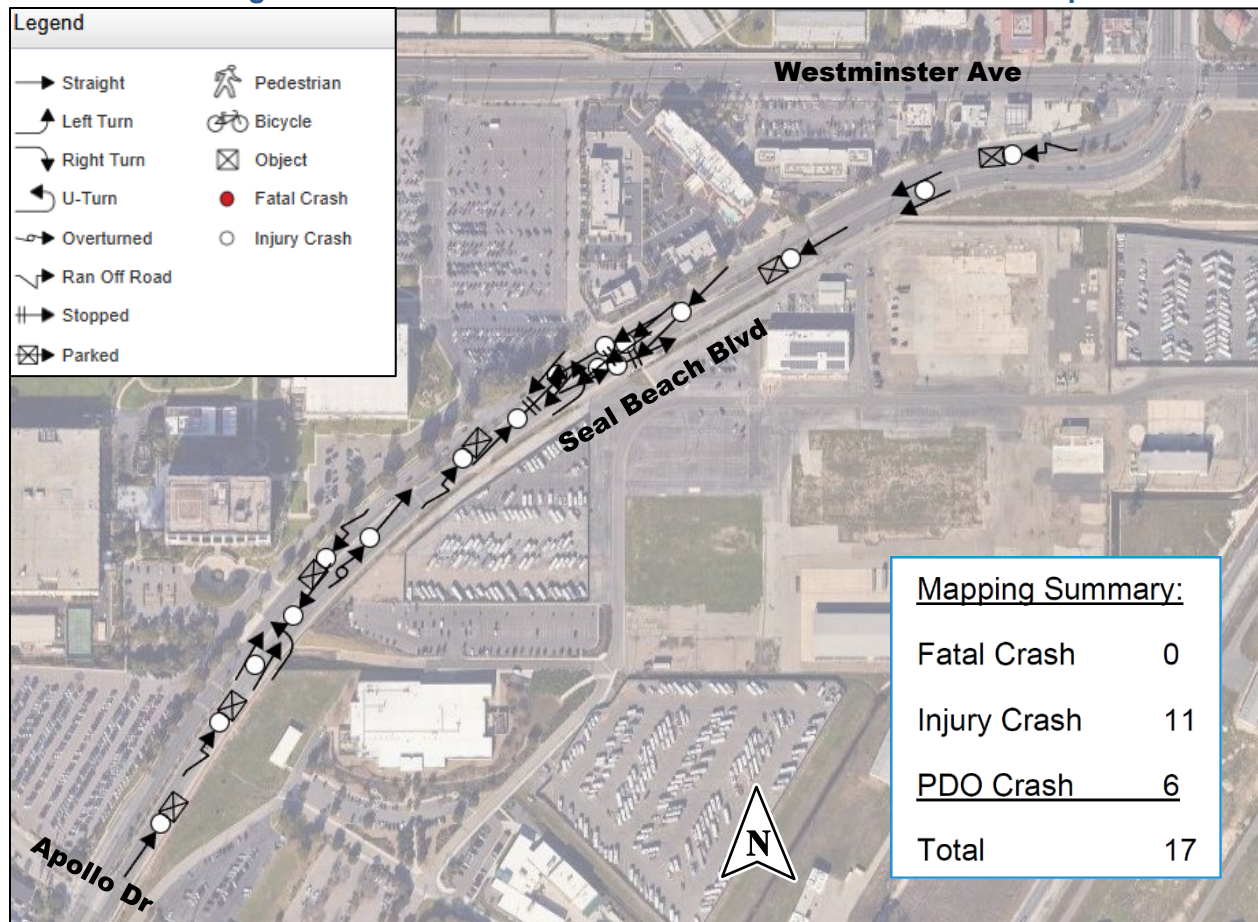 Legend
Straight
Pedestrian
Left Turn
Bicycle
Right Turn
Object
U-Turn
Fatal Crash
Overturned
Injury Crash
Ran Off Road
Stopped
Parked
Westminster Ave
Seal Beach Blvd
Apollo Dr
N
Mapping Summary:
Fatal Crash 0
Injury Crash 11
PDO Crash 6
Total 17